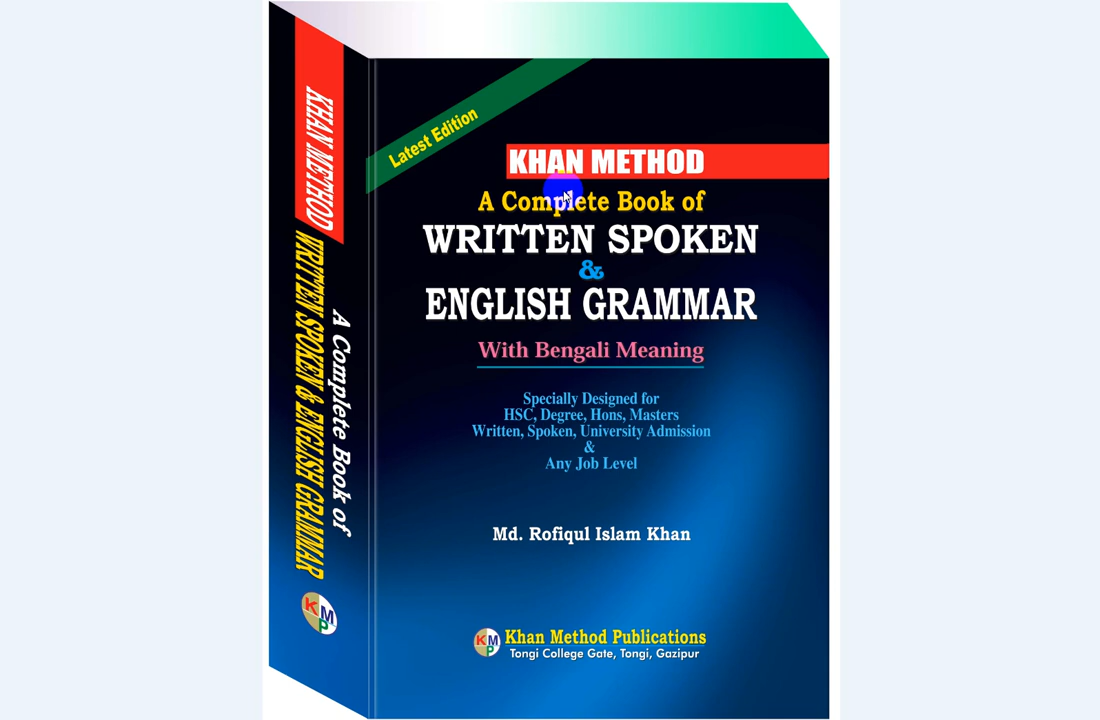 KHAN METHOD
A Complete Book of
WRITTEN SPOKEN & ENGLISH GRAMMAR
KMP
Latest Edition
KHAN METHOD
A Complete Book of
WRITTEN SPOKEN
&
ENGLISH GRAMMAR
With Bengali Meaning
Specially Designed for
HSC, Degree, Hons, Masters
Written, Spoken, University Admission
&
Any Job Level
Md. Rofiqul Islam Khan
KMP
Khan Method Publications
Tongi College Gate, Tongi, Gazipur